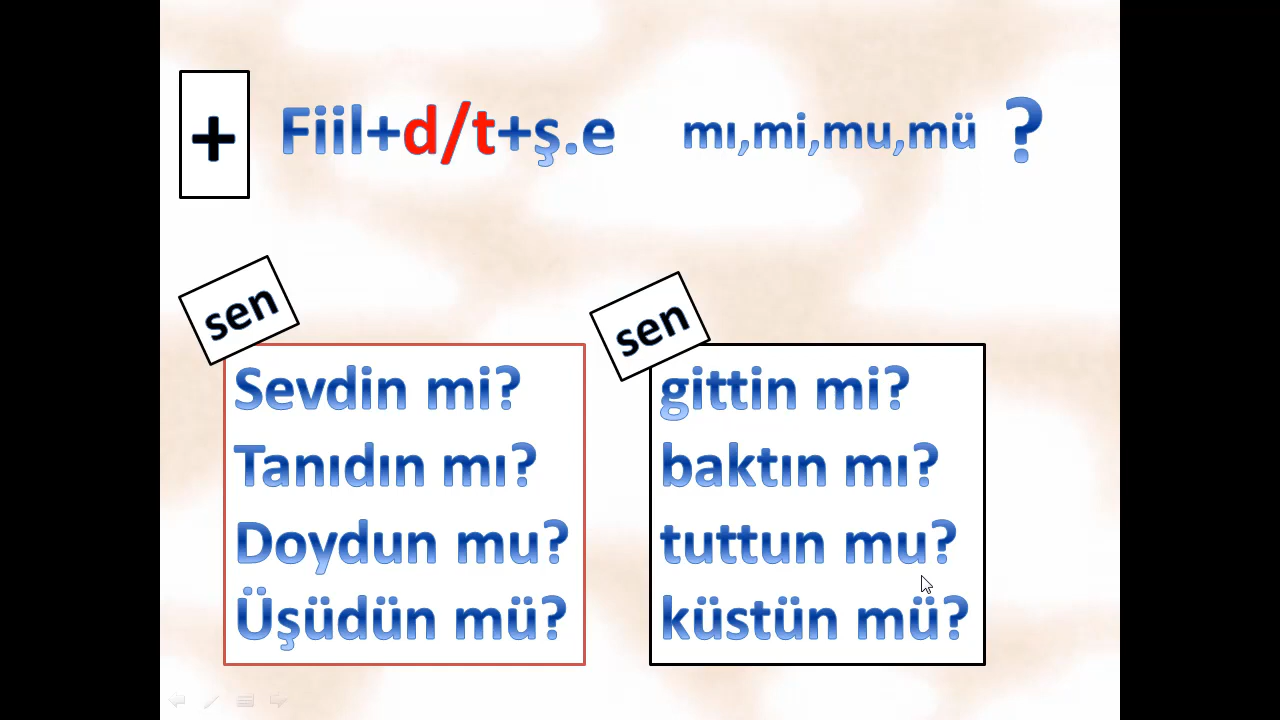 + Fiil+d/t+ş.e mı,mi,mu,mü ?
sen
Sevdin mi?
Tanıdın mı?
Doydun mu?
Üşüdün mü?
sen
gittin mi?
baktın mı?
tuttun mu?
küstün mü?